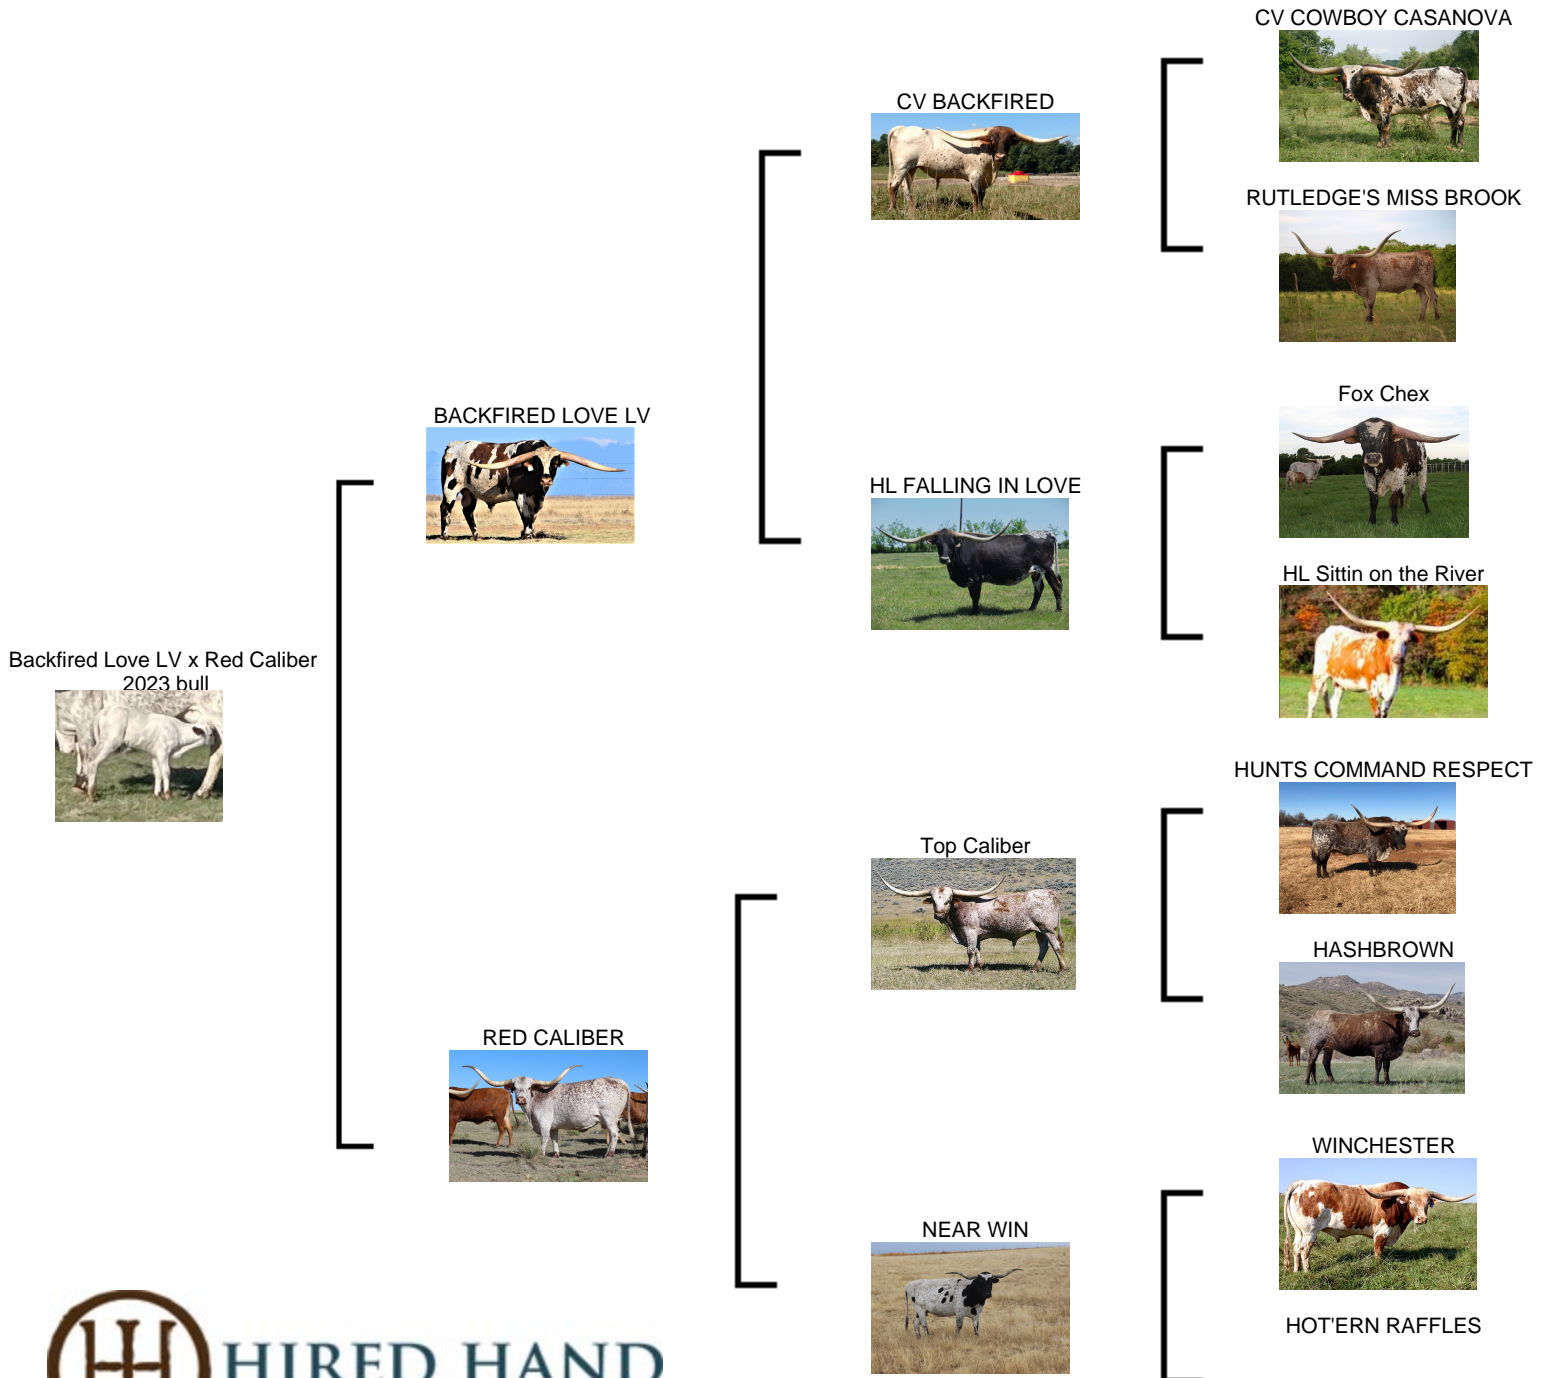 CV COWBOY CASANOVA
CV BACKFIRED
RUTLEDGE'S MISS BROOK
BACKFIRED LOVE LV
Fox Chex
HL FALLING IN LOVE
HL Sittin on the River
Backfired Love LV x Red Caliber
2023 bull
HUNTS COMMAND RESPECT
Top Caliber
HASHBROWN
RED CALIBER
WINCHESTER
NEAR WIN
HOT'ERN RAFFLES
HIRED HAND